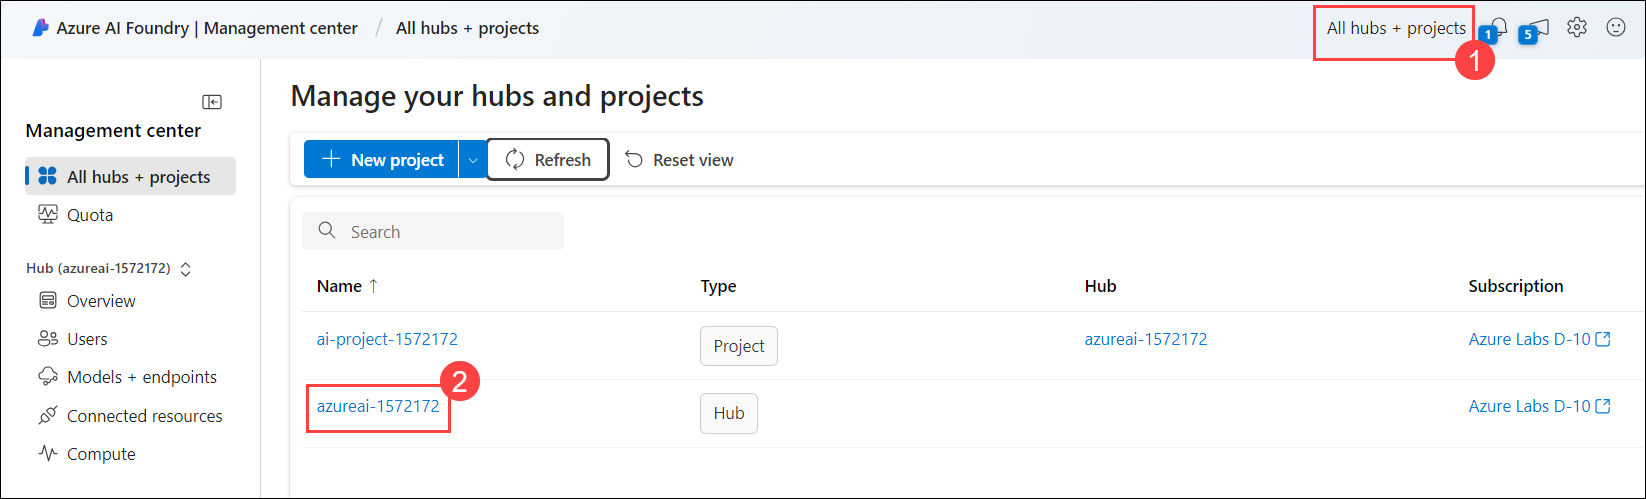 Azure AI Foundry | Management center / All hubs + projects
All hubs + projects 1 5
1
Management center
All hubs + projects
Quota
Hub (azureai-1572172)
Overview
Users
Models + endpoints
Connected resources
Compute
Manage your hubs and projects
New project Refresh Reset view
Search
Name ↑ Type Hub Subscription
ai-project-1572172 Project azureai-1572172 Azure Labs D-10
2
azureai-1572172 Hub Azure Labs D-10